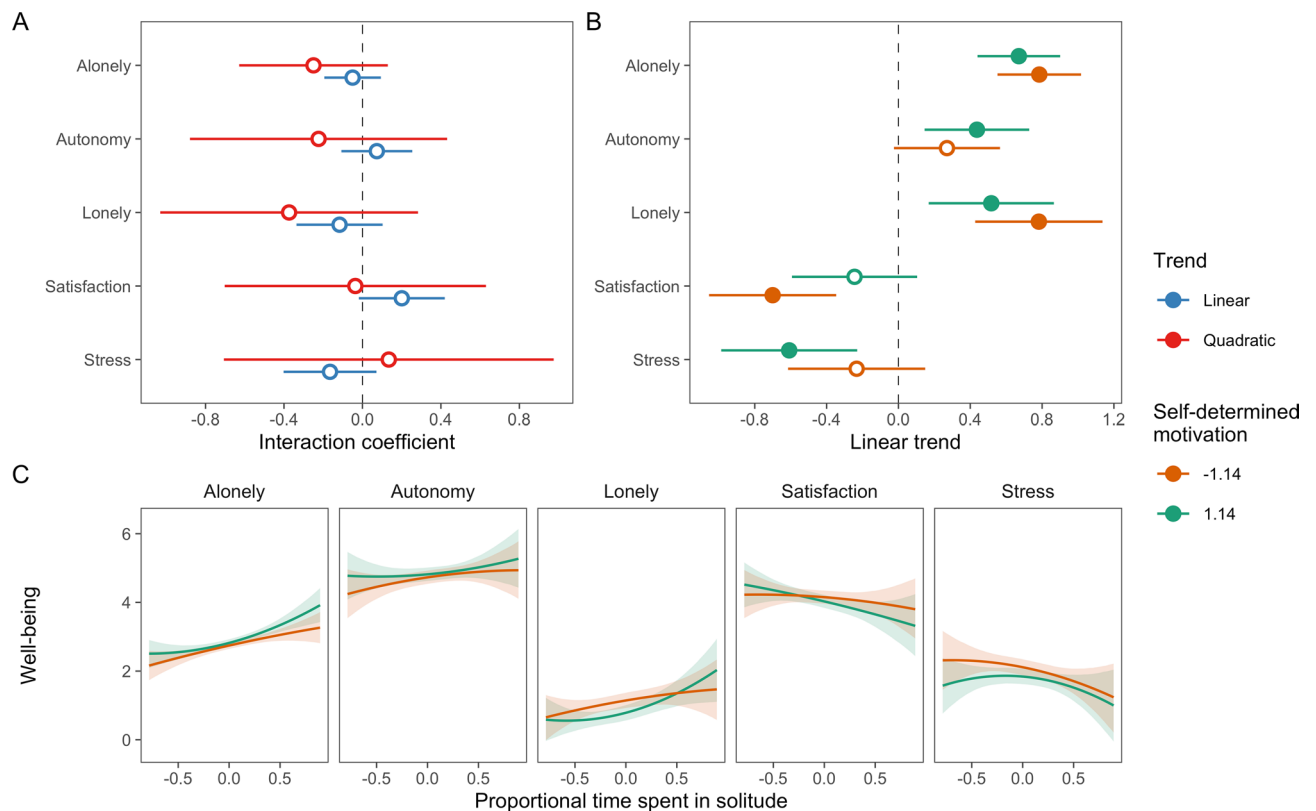 A
Alonely
Autonomy
Lonely
Satisfaction
Stress
-0.8 -0.4 0.0 0.4 0.8
Interaction coefficient
B
Alonely
Autonomy
Lonely
Satisfaction
Stress
-0.8 -0.4 0.0 0.4 0.8 1.2
Linear trend
Trend
Linear
Quadratic
Self-determined
motivation
-1.14
1.14
C
Alonely Autonomy Lonely Satisfaction Stress
Well-being
6
4
2
0
-0.5 0.0 0.5 -0.5 0.0 0.5 -0.5 0.0 0.5 -0.5 0.0 0.5 -0.5 0.0 0.5
Proportional time spent in solitude